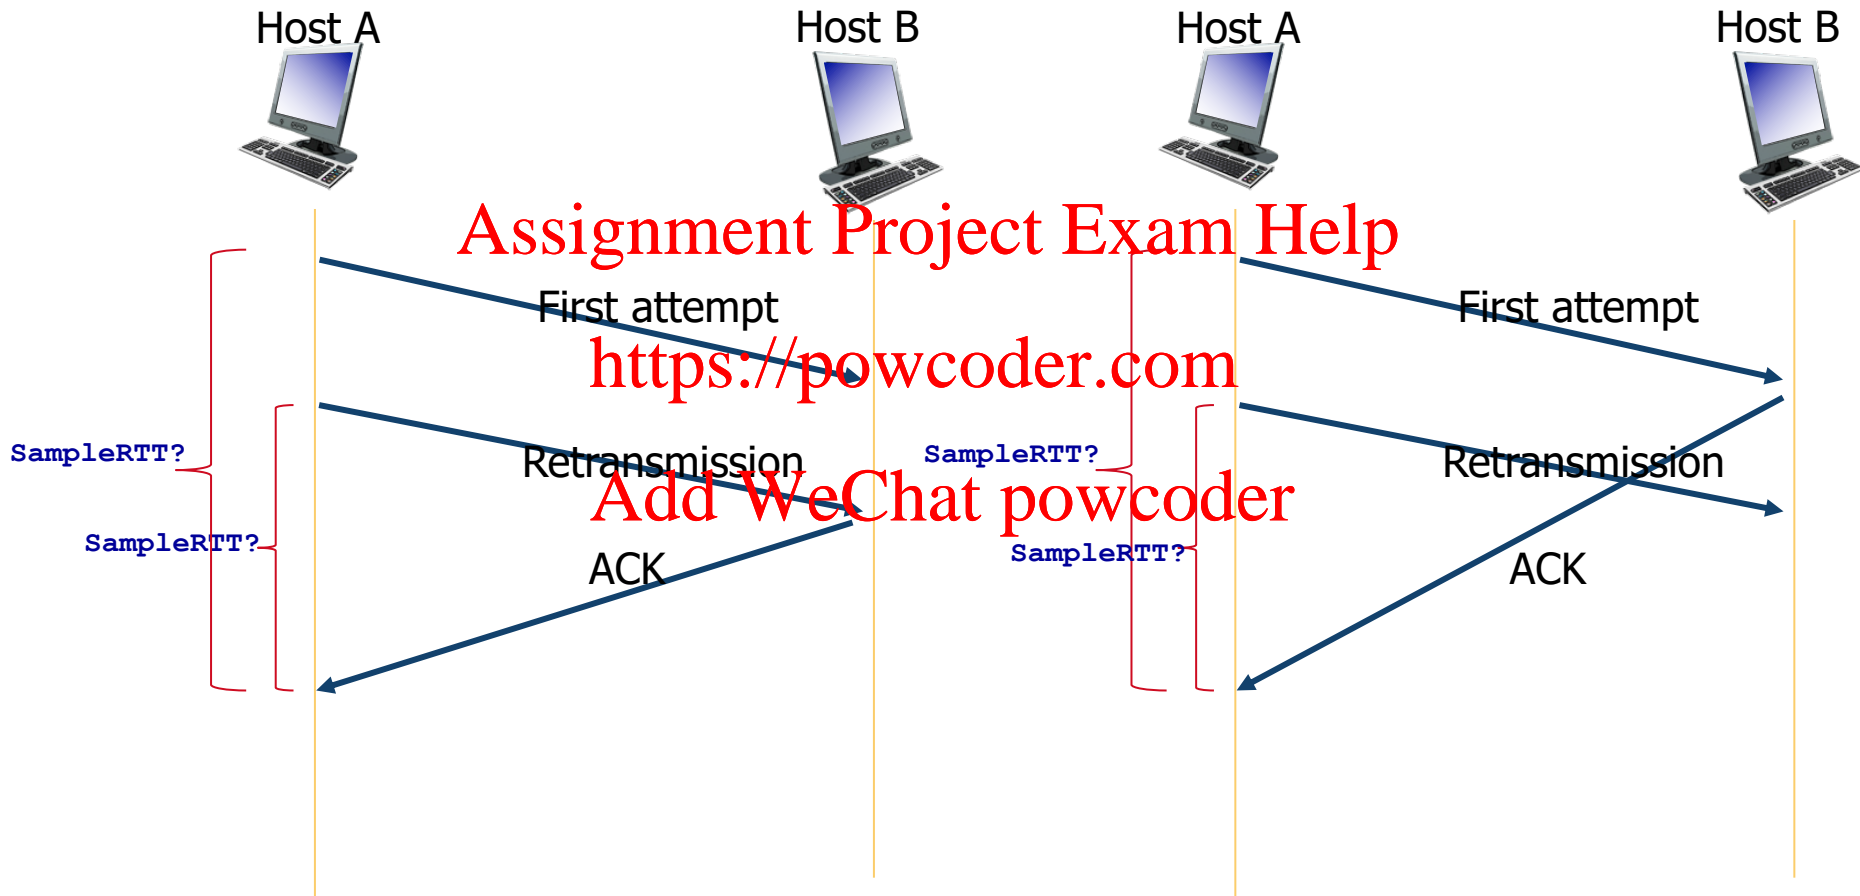 Host A
Host B
Host A
Host B
Assignment Project Exam Help
First attempt
First attempt
https://powcoder.com
SampleRTT?
Retransmission
SampleRTT?
Retransmission
Add WeChat powcoder
SampleRTT?
ACK
SampleRTT?
ACK